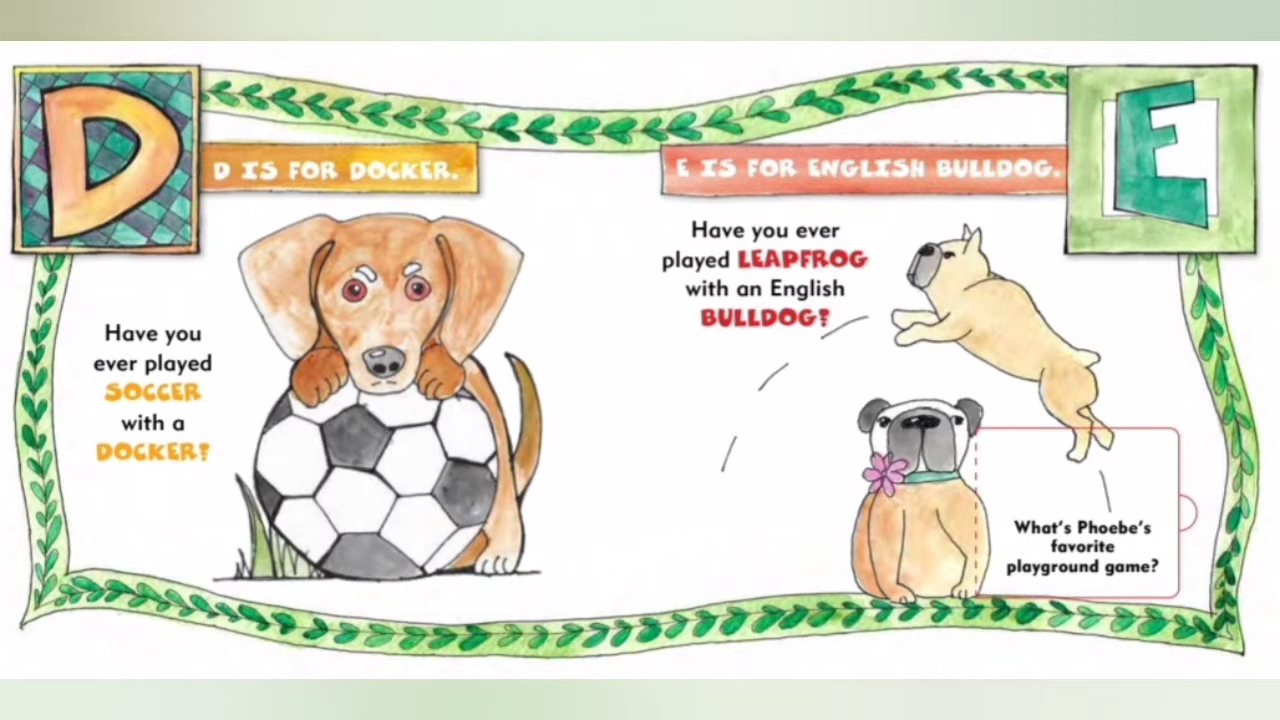 D
D IS FOR DOCKER.
Have you
ever played
SOCCER
with a
DOCKER?
E
E IS FOR ENGLISH BULLDOG.
Have you ever
played LEAPFROG
with an English
BULLDOG?
What's Phoebe's
favorite
playground game?